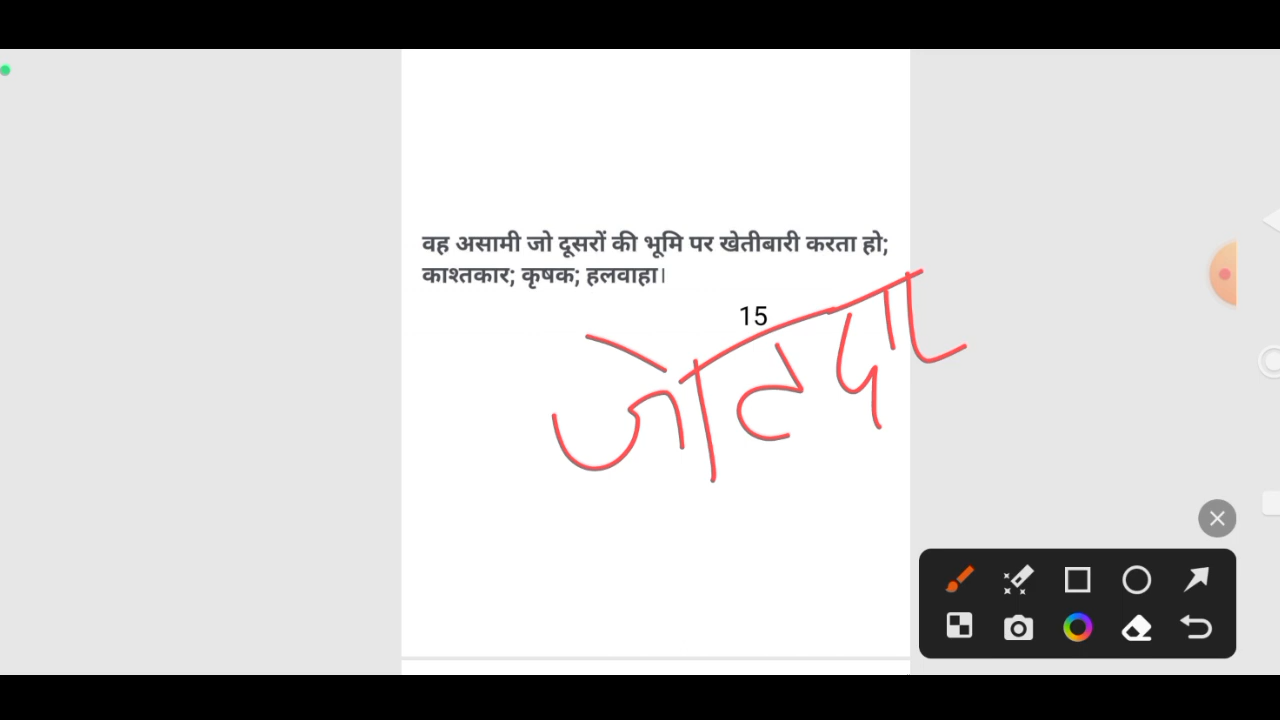 वह असामी जो दूसरों की भूमि पर खेतीबारी करता हो;
काश्तकार; कृषक; हलवाहा।
15
जोतदार